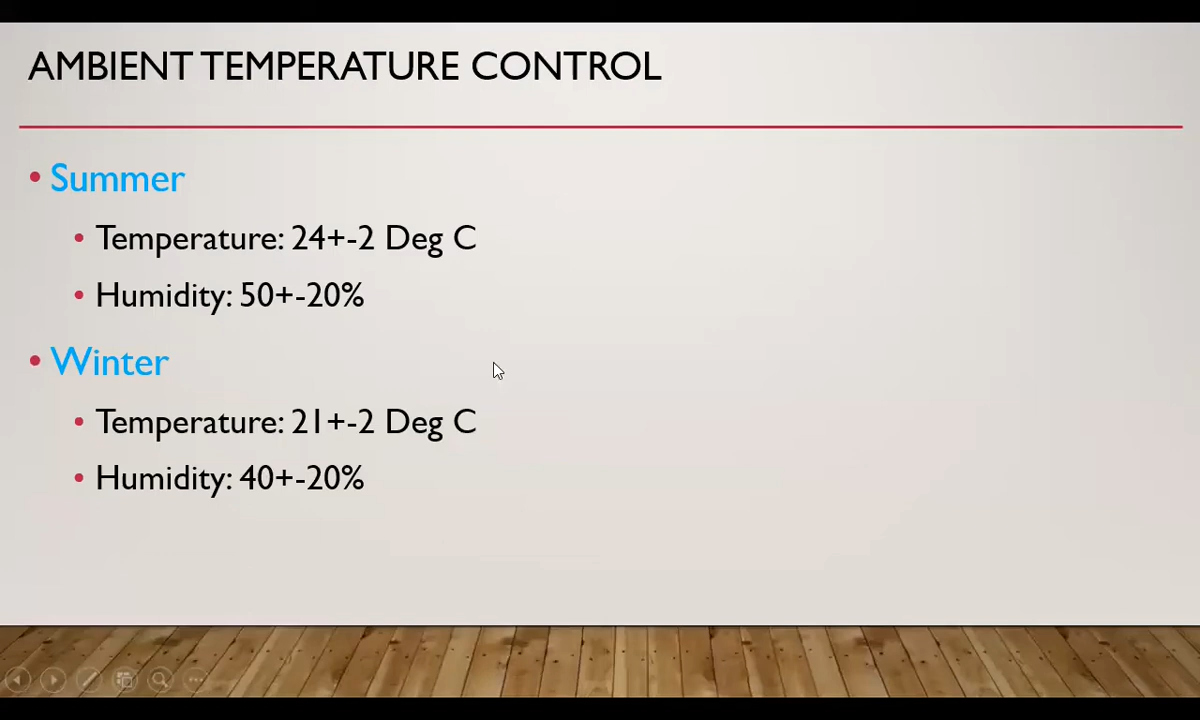 AMBIENT TEMPERATURE CONTROL
• Summer
• Temperature: 24+-2 Deg C
• Humidity: 50+-20%
• Winter
• Temperature: 21+-2 Deg C
• Humidity: 40+-20%